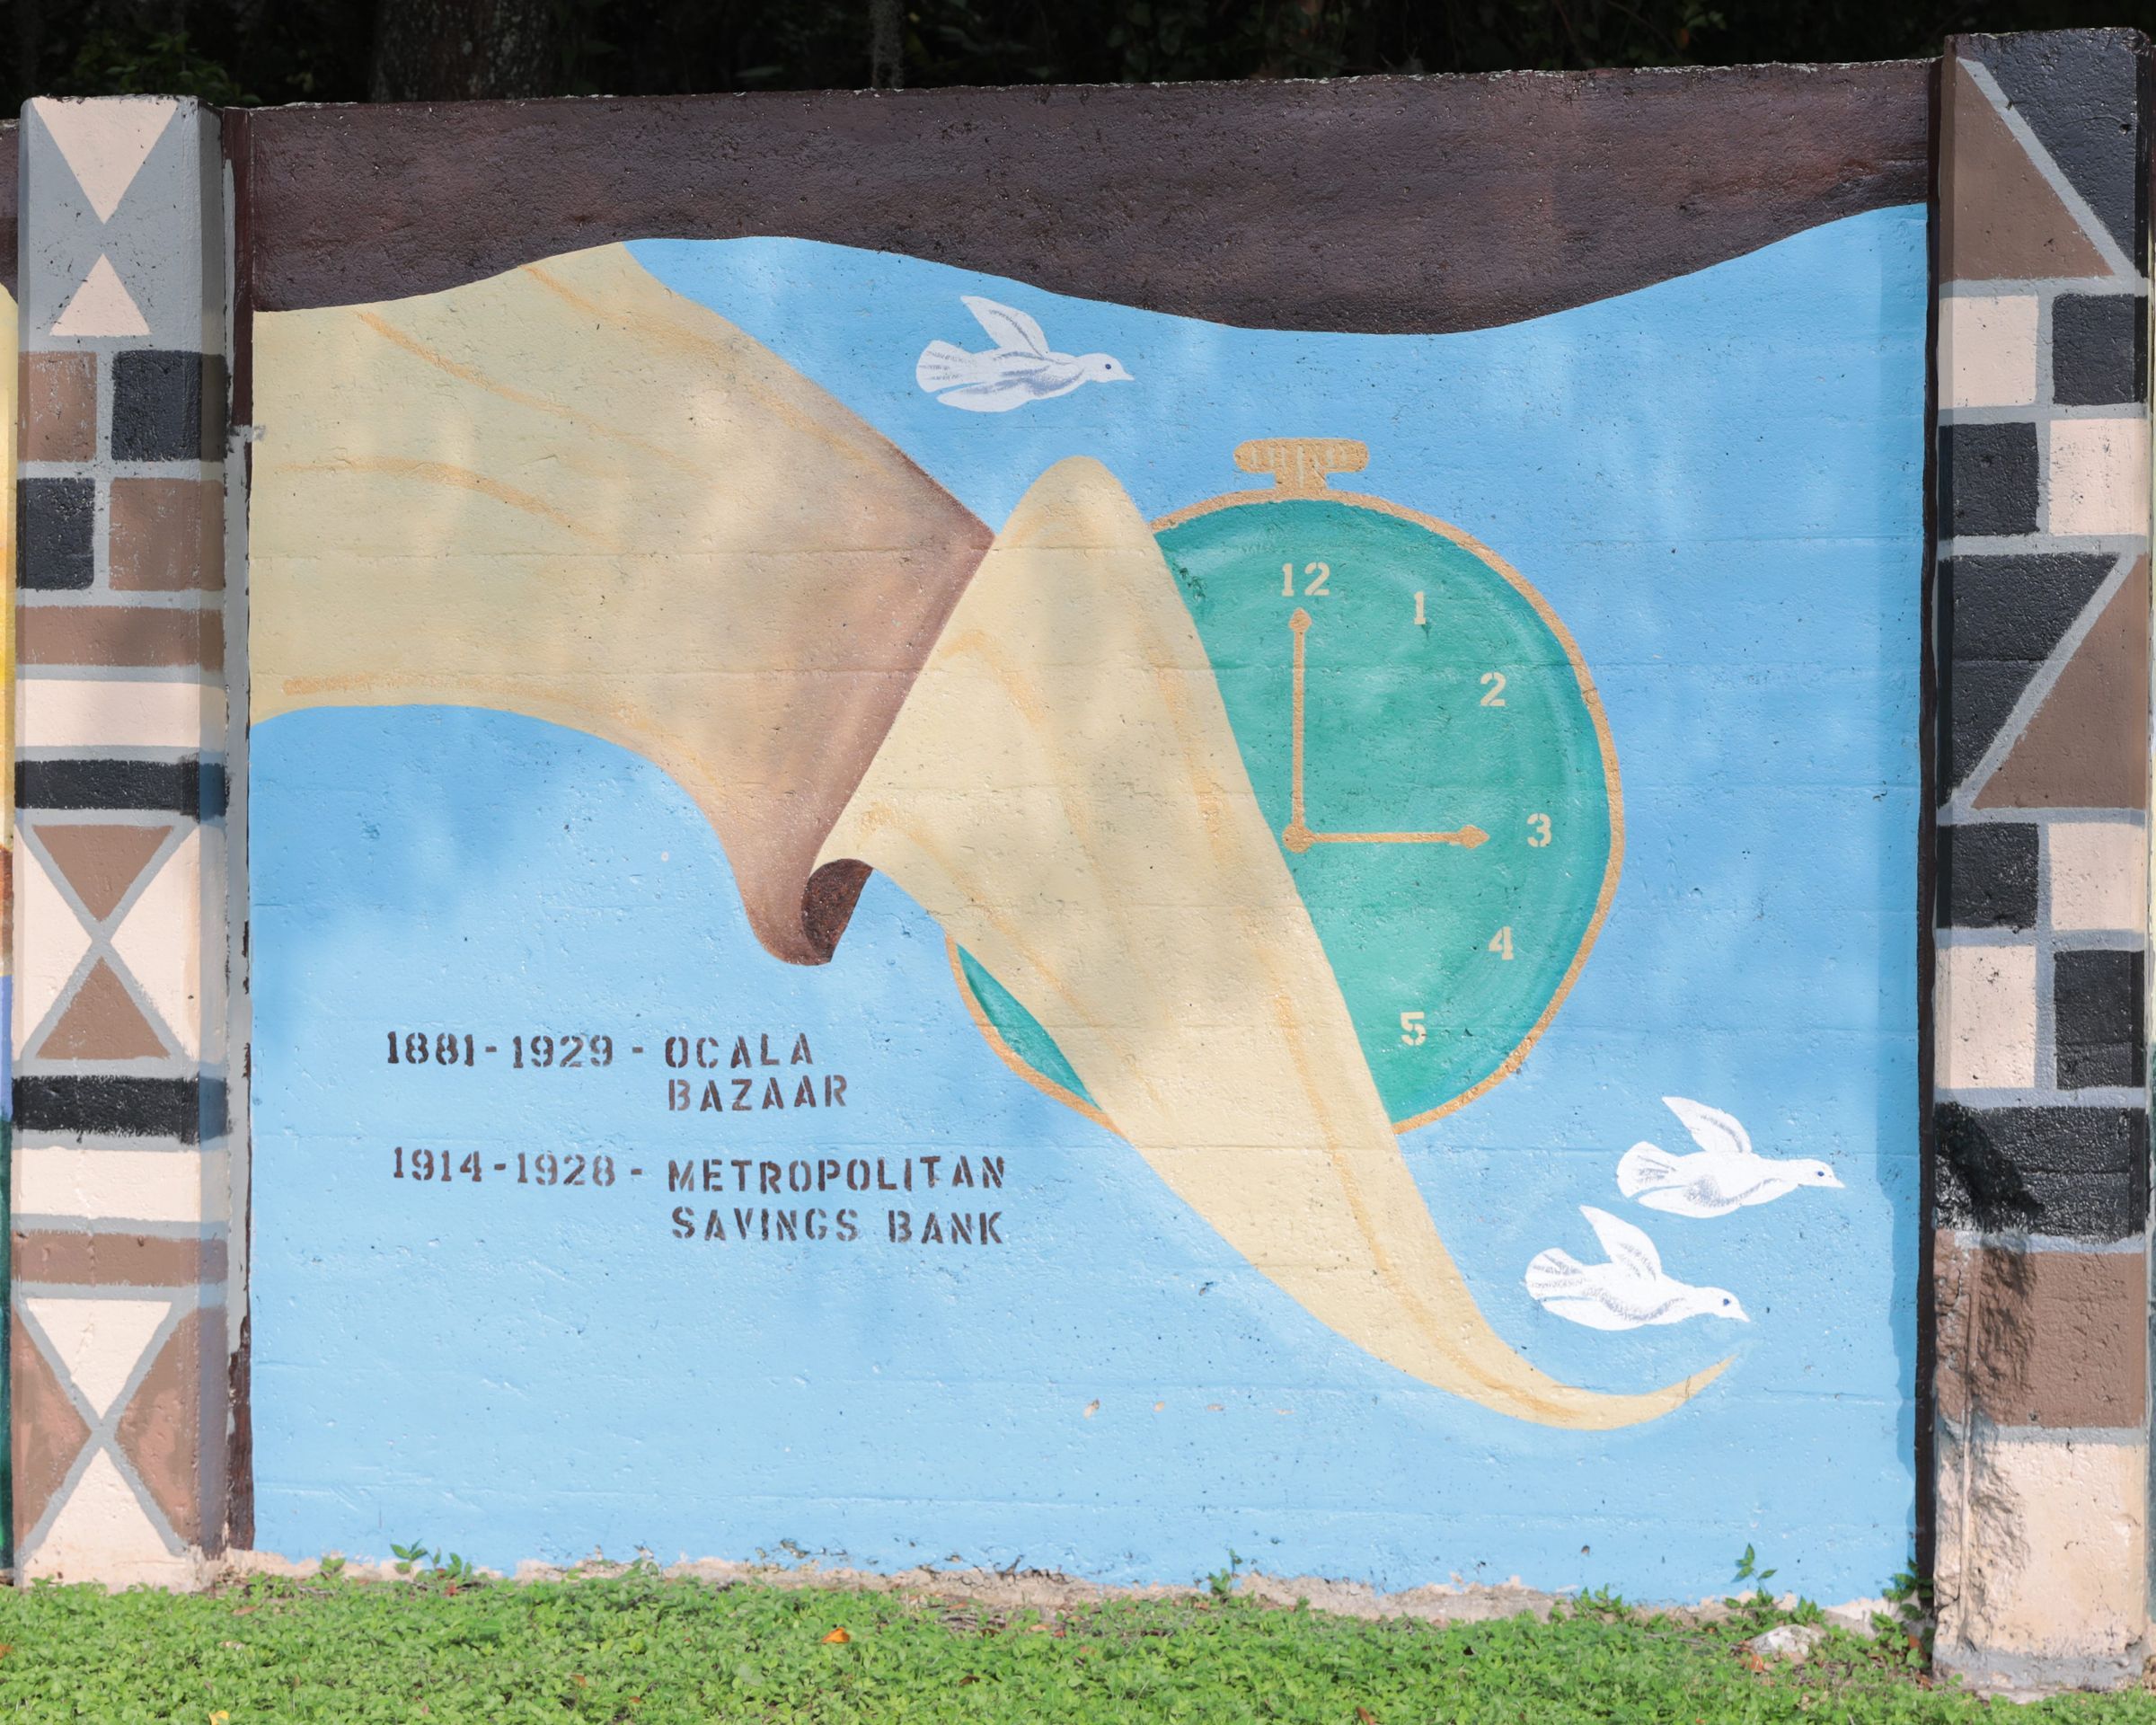 12
1
2
3
4
5
1881-1929 - OCALA
BAZAAR
1914-1928 - METROPOLITAN
SAVINGS BANK